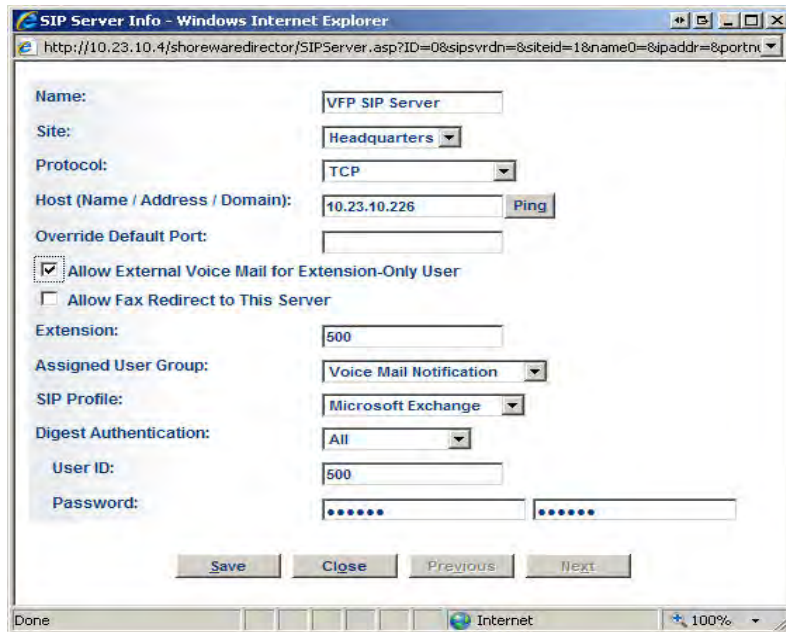 SIP Server Info - Windows Internet Explorer
http://10.23.10.4/shorewaredirector/SIPServer.asp?ID=0&sipsvrdn=&siteid=1&name0=&ipaddr=&portnu
Name: VFP SIP Server
Site: Headquarters
Protocol: TCP
Host (Name / Address / Domain): 10.23.10.226 Ping
Override Default Port:
Allow External Voice Mail for Extension-Only User
Allow Fax Redirect to This Server
Extension: 500
Assigned User Group: Voice Mail Notification
SIP Profile: Microsoft Exchange
Digest Authentication: All
User ID: 500
Password: •••••• ••••••
Save Close Previous Next
Done Internet 100%